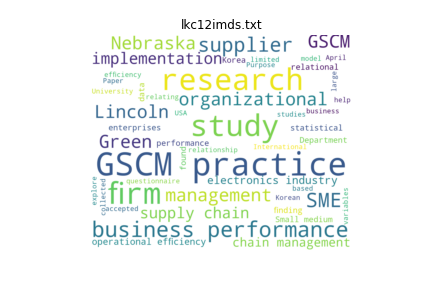 lkc12imds.txt
Nebraska supplier GSCM
implementation Korea limited model April
efficiency Purpose relational
Paper research large
University data organizational help
relating
Lincoln USA study studies business
enterprises statistical
Green performance Department
found relationship International
GSCM practice
questionnaire electronics industry
explore firm management based SME
collected Korean variables
accepted supply chain finding
Small medium
business performance
operational efficiency chain management